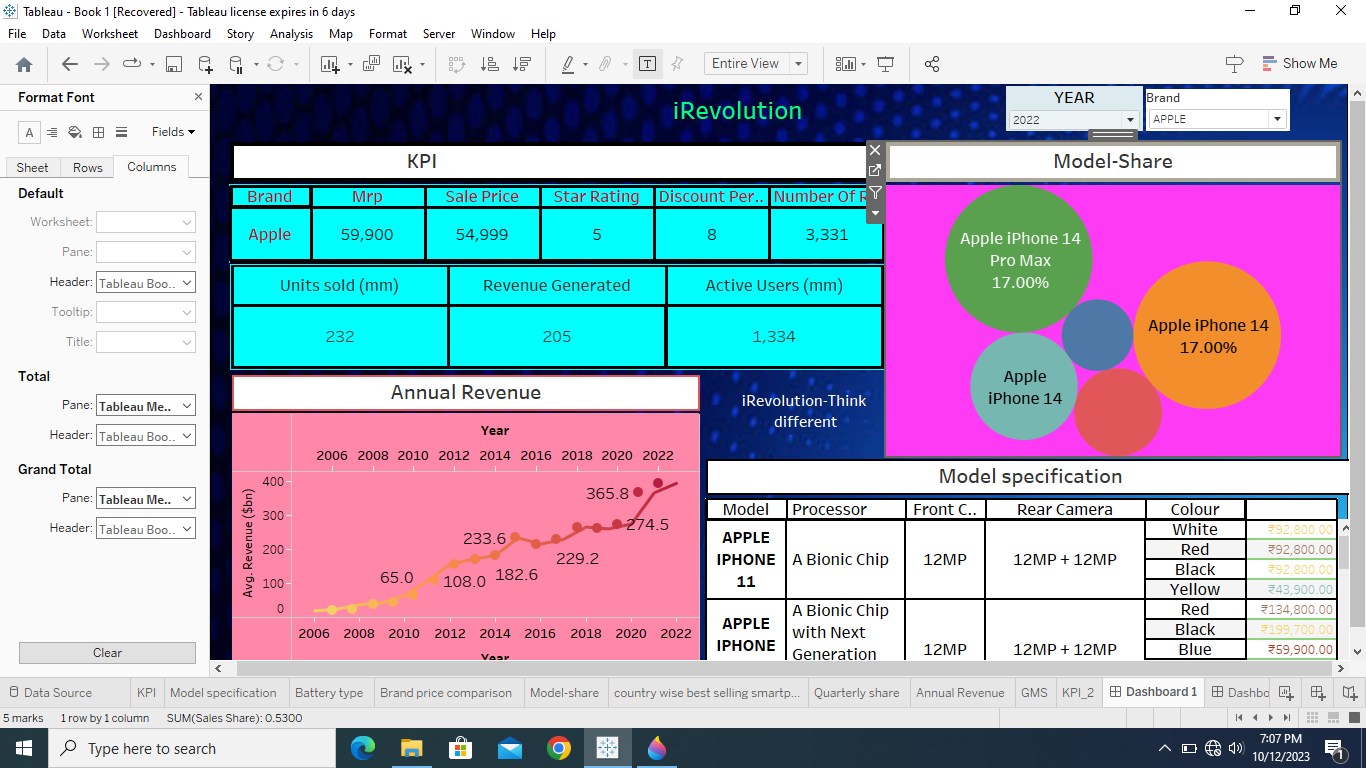 Tableau - Book 1 [Recovered] - Tableau license expires in 6 days
File Data Worksheet Dashboard Story Analysis Map Format Server Window Help
Entire View
Show Me
Format Font
A
Fields
Sheet Rows Columns
Default
Worksheet:
Pane:
Header: Tableau Boo..
Tooltip:
Title:
Total
Pane: Tableau Me..
Header: Tableau Boo..
Grand Total
Pane: Tableau Me..
Header: Tableau Boo..
Clear
iRevolution
YEAR
2022
Brand
APPLE
KPI
Brand Mrp Sale Price Star Rating Discount Per.. Number Of R
Apple 59,900 54,999 5 8 3,331
Units sold (mm) Revenue Generated Active Users (mm)
232 205 1,334
Model-Share
Apple iPhone 14
Pro Max
17.00%
Apple iPhone 14
17.00%
Apple
iPhone 14
Annual Revenue
Year
2006 2008 2010 2012 2014 2016 2018 2020 2022
Avg. Revenue ($bn)
400
300
200
100
0
65.0
108.0
233.6
182.6
229.2
365.8
274.5
2006 2008 2010 2012 2014 2016 2018 2020 2022
Year
iRevolution-Think
different
Model specification
Model Processor Front C.. Rear Camera Colour
APPLE
IPHONE
11
A Bionic Chip
12MP
12MP + 12MP
White ₹92,800.00
Red ₹92,800.00
Black ₹92,800.00
Yellow ₹43,900.00
APPLE
IPHONE
A Bionic Chip
with Next
Generation
12MP
12MP + 12MP
Red ₹134,800.00
Black ₹199,700.00
Blue ₹59,900.00
Data Source KPI Model specification Battery type Brand price comparison Model-share country wise best selling smartp... Quarterly share Annual Revenue GMS KPI_2 Dashboard 1 Dashbo
5 marks 1 row by 1 column SUM(Sales Share): 0.5300
Type here to search
7:07 PM
10/12/2023
1